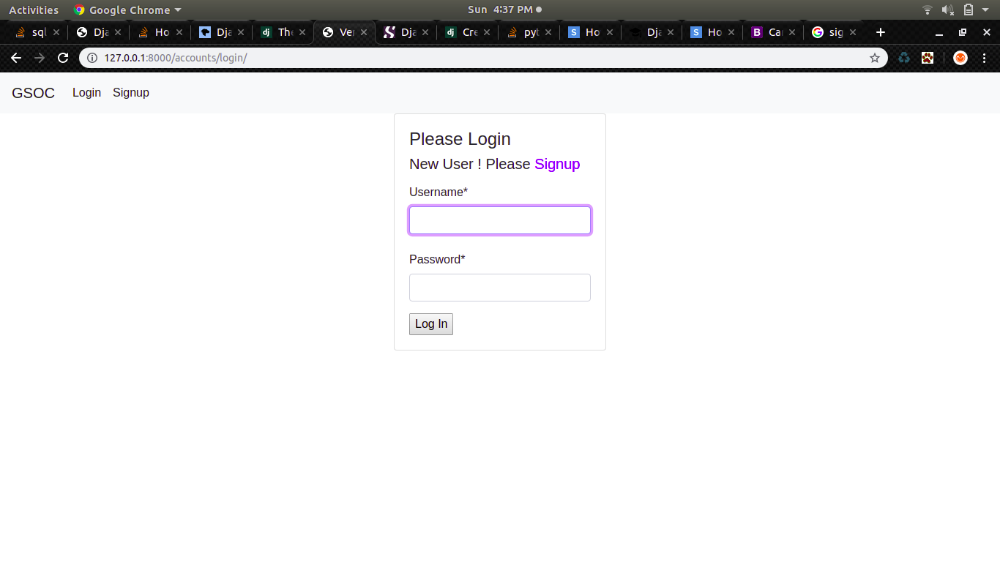 Activities Google Chrome Sun 4:37 PM
sql Dja Ho Dja The Ver Dja Cre pyt Ho Dja Ho Car sig
127.0.0.1:8000/accounts/login/
GSOC Login Signup
Please Login
New User ! Please Signup
Username*
Password*
Log In